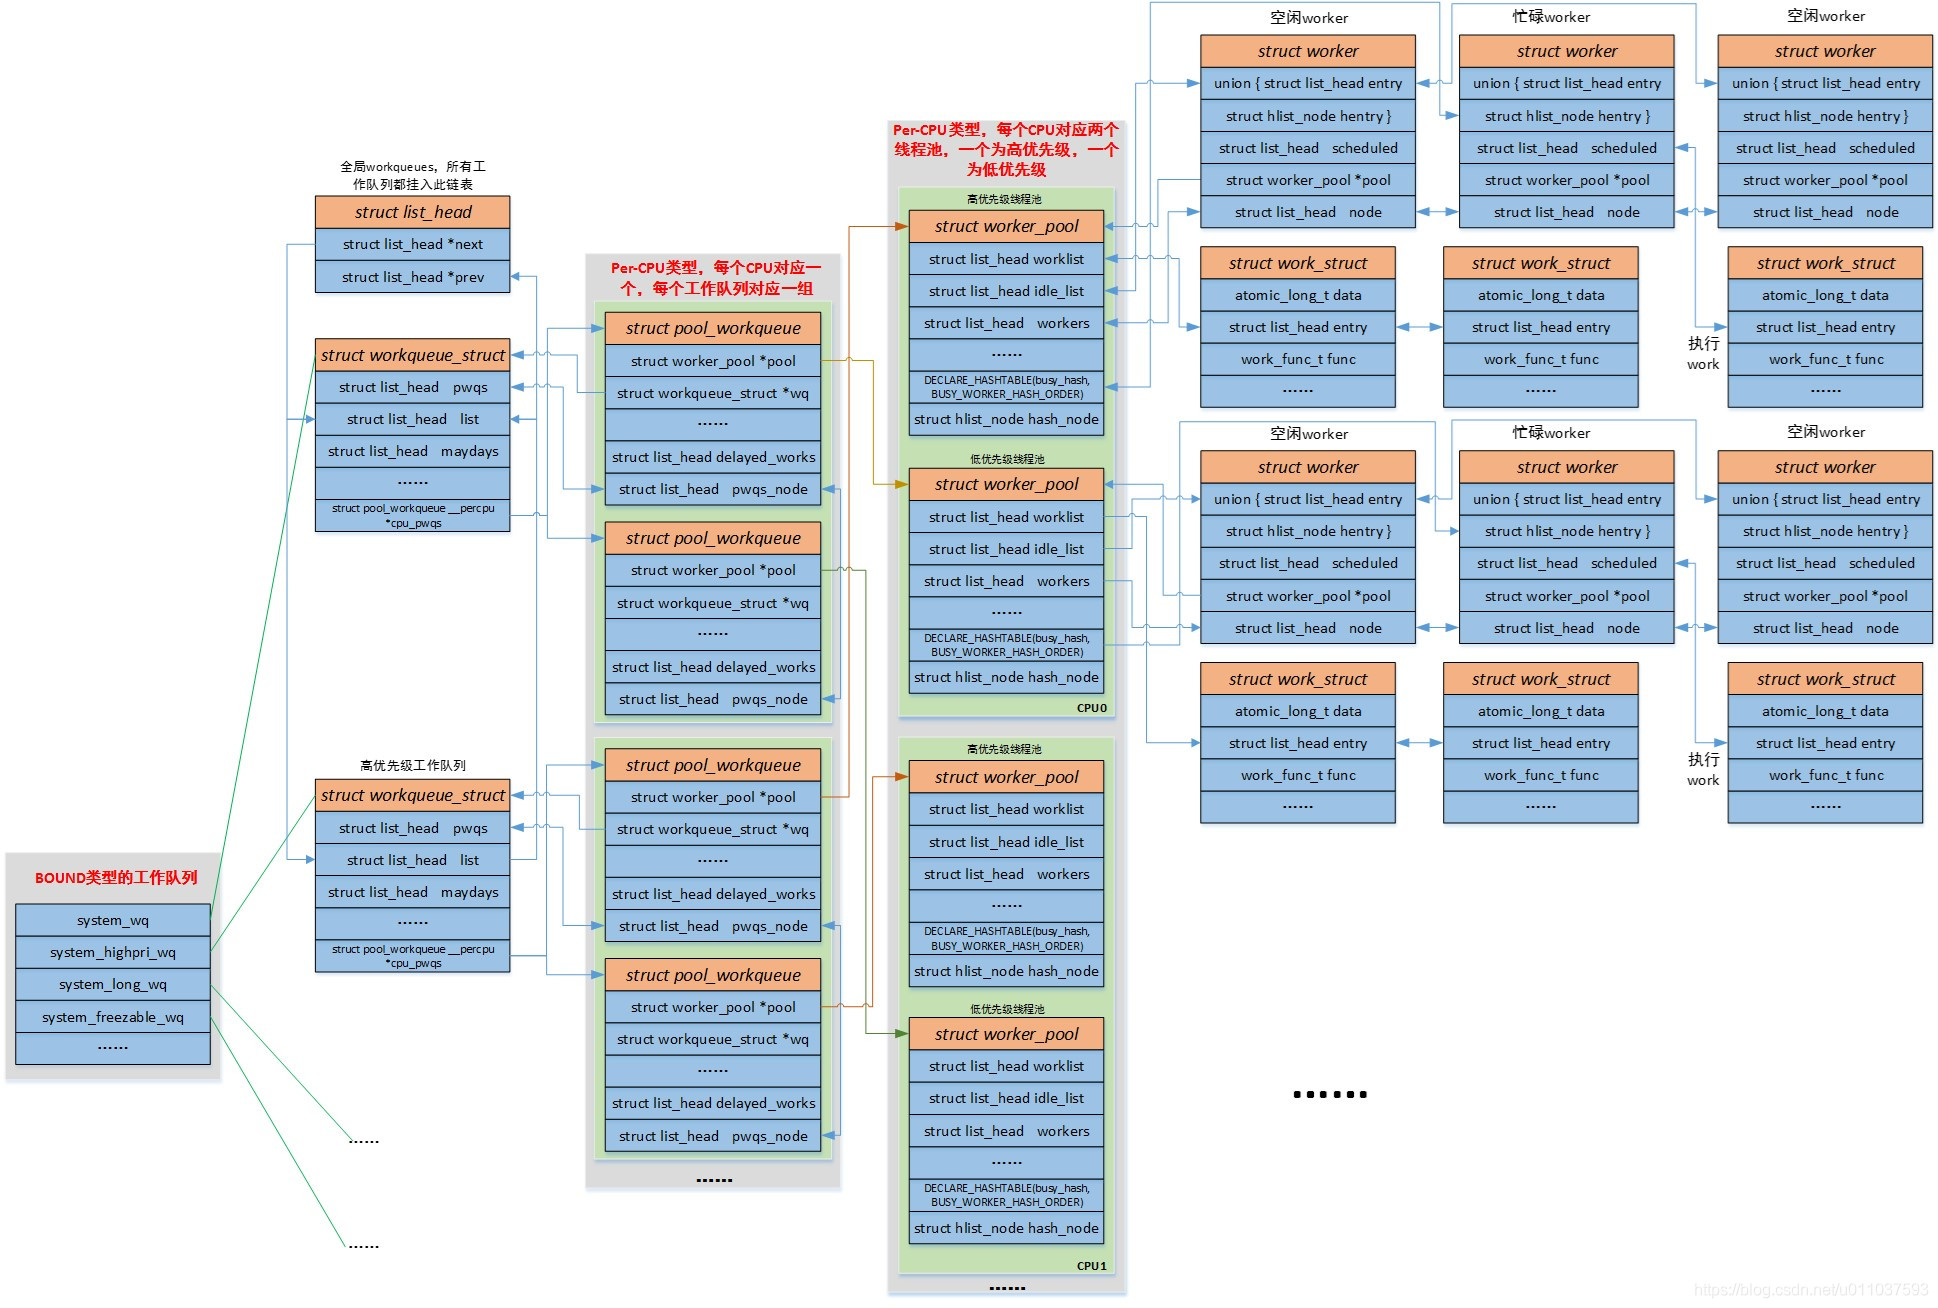 BOUND类型的工作队列
system_wq
system_highpri_wq
system_long_wq
system_freezable_wq
......
全局workqueues，所有工
作队列都挂入此链表
struct list_head
struct list_head *next
struct list_head *prev
struct workqueue_struct
struct list_head pwqs
struct list_head list
struct list_head maydays
......
struct pool_workqueue __percpu
*cpu_pwqs
高优先级工作队列
struct workqueue_struct
struct list_head pwqs
struct list_head list
struct list_head maydays
......
struct pool_workqueue __percpu
*cpu_pwqs
......
......
Per-CPU类型，每个CPU对应一
个，每个工作队列对应一组
struct pool_workqueue
struct worker_pool *pool
struct workqueue_struct *wq
......
struct list_head delayed_works
struct list_head pwqs_node
struct pool_workqueue
struct worker_pool *pool
struct workqueue_struct *wq
......
struct list_head delayed_works
struct list_head pwqs_node
struct pool_workqueue
struct worker_pool *pool
struct workqueue_struct *wq
......
struct list_head delayed_works
struct list_head pwqs_node
struct pool_workqueue
struct worker_pool *pool
struct workqueue_struct *wq
......
struct list_head delayed_works
struct list_head pwqs_node
......
Per-CPU类型，每个CPU对应两个
线程池，一个为高优先级，一个
为低优先级
高优先级线程池
struct worker_pool
struct list_head worklist
struct list_head idle_list
struct list_head workers
......
DECLARE_HASHTABLE(busy_hash,
BUSY_WORKER_HASH_ORDER)
struct hlist_node hash_node
低优先级线程池
struct worker_pool
struct list_head worklist
struct list_head idle_list
struct list_head workers
......
DECLARE_HASHTABLE(busy_hash,
BUSY_WORKER_HASH_ORDER)
struct hlist_node hash_node
CPU0
高优先级线程池
struct worker_pool
struct list_head worklist
struct list_head idle_list
struct list_head workers
......
DECLARE_HASHTABLE(busy_hash,
BUSY_WORKER_HASH_ORDER)
struct hlist_node hash_node
低优先级线程池
struct worker_pool
struct list_head worklist
struct list_head idle_list
struct list_head workers
......
DECLARE_HASHTABLE(busy_hash,
BUSY_WORKER_HASH_ORDER)
struct hlist_node hash_node
CPU1
......
空闲worker
struct worker
union { struct list_head entry
struct hlist_node hentry }
struct list_head scheduled
struct worker_pool *pool
struct list_head node
忙碌worker
struct worker
union { struct list_head entry
struct hlist_node hentry }
struct list_head scheduled
struct worker_pool *pool
struct list_head node
空闲worker
struct worker
union { struct list_head entry
struct hlist_node hentry }
struct list_head scheduled
struct worker_pool *pool
struct list_head node
struct work_struct
atomic_long_t data
struct list_head entry
work_func_t func
......
struct work_struct
atomic_long_t data
struct list_head entry
work_func_t func
......
执行
work
struct work_struct
atomic_long_t data
struct list_head entry
work_func_t func
......
空闲worker
struct worker
union { struct list_head entry
struct hlist_node hentry }
struct list_head scheduled
struct worker_pool *pool
struct list_head node
忙碌worker
struct worker
union { struct list_head entry
struct hlist_node hentry }
struct list_head scheduled
struct worker_pool *pool
struct list_head node
空闲worker
struct worker
union { struct list_head entry
struct hlist_node hentry }
struct list_head scheduled
struct worker_pool *pool
struct list_head node
struct work_struct
atomic_long_t data
struct list_head entry
work_func_t func
......
struct work_struct
atomic_long_t data
struct list_head entry
work_func_t func
......
执行
work
struct work_struct
atomic_long_t data
struct list_head entry
work_func_t func
......
......
https://blog.csdn.net/u011037593